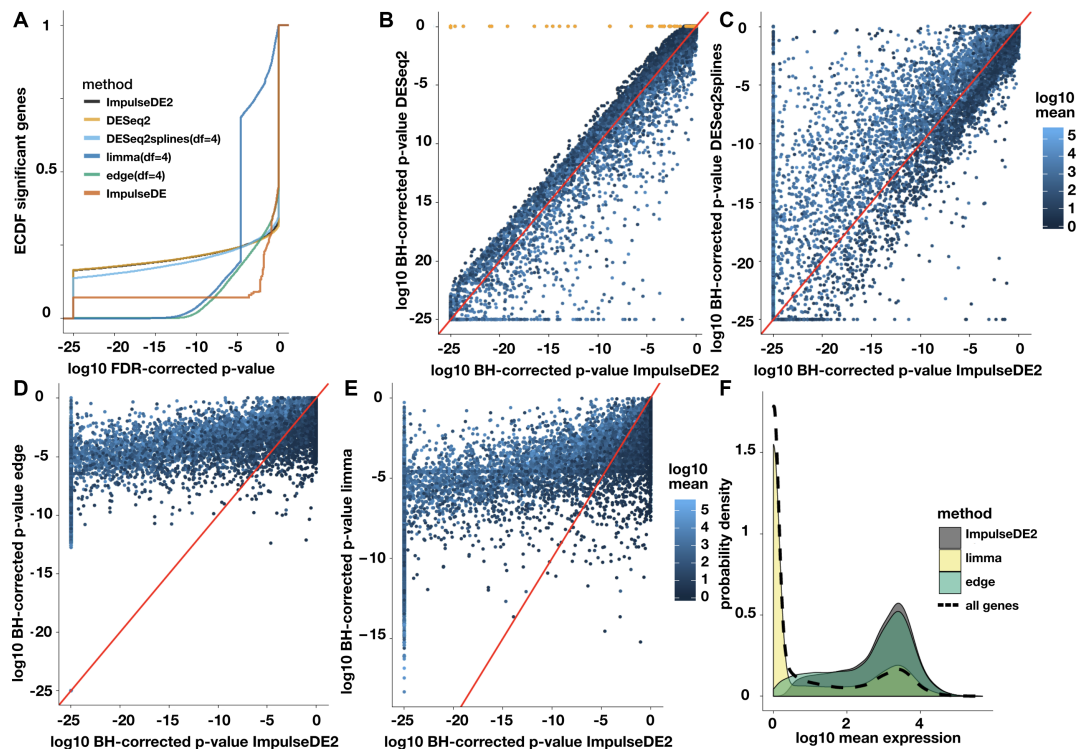 A
ECDF significant genes
1
0.5
0
method
ImpulseDE2
DESeq2
DESeq2splines(df=4)
limma(df=4)
edge(df=4)
ImpulseDE
-25 -20 -15 -10 -5 0
log10 FDR-corrected p-value
B
log10 BH-corrected p-value DESeq2
0
-5
-10
-15
20
-25
-25 -20 -15 -10 -5 0
log10 BH-corrected p-value ImpulseDE2
C
log10 BH-corrected p-value DESeq2splines
0
-5
10
-15
-20
-25
-25 -20 -15 -10 -5 0
log10 BH-corrected p-value ImpulseDE2
log10
mean
5
4
3
2
1
0
D
log10 BH-corrected p-value edge
0
-5
-10
-15
-20
-25
-25 -20 -15 -10 -5 0
log10 BH-corrected p-value ImpulseDE2
E
log10 BH-corrected p-value limma
0
-5
-10
-15
-25 -20 -15 -10 -5 0
log10 BH-corrected p-value ImpulseDE2
log10
mean
5
4
3
2
1
0
F
probability density
1.5
1
0.5
0
method
ImpulseDE2
limma
edge
all genes
0 2 4
log10 mean expression